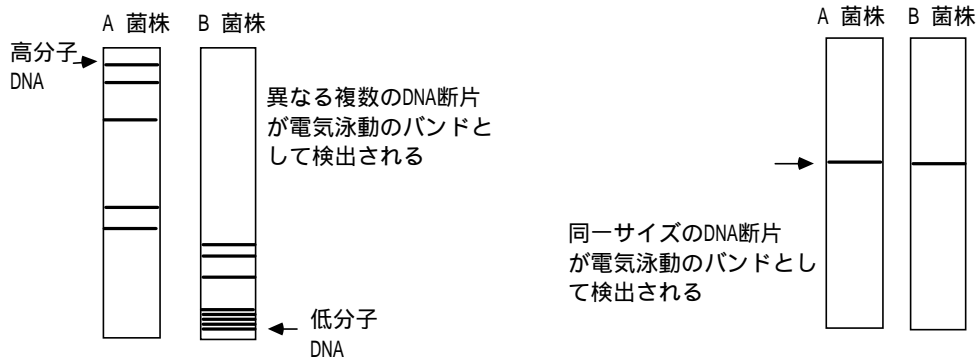 A 菌株 B 菌株
高分子
DNA
異なる複数のDNA断片
が電気泳動のバンドと
して検出される
低分子
DNA
A 菌株 B 菌株
同一サイズのDNA断片
が電気泳動のバンドとし
て検出される